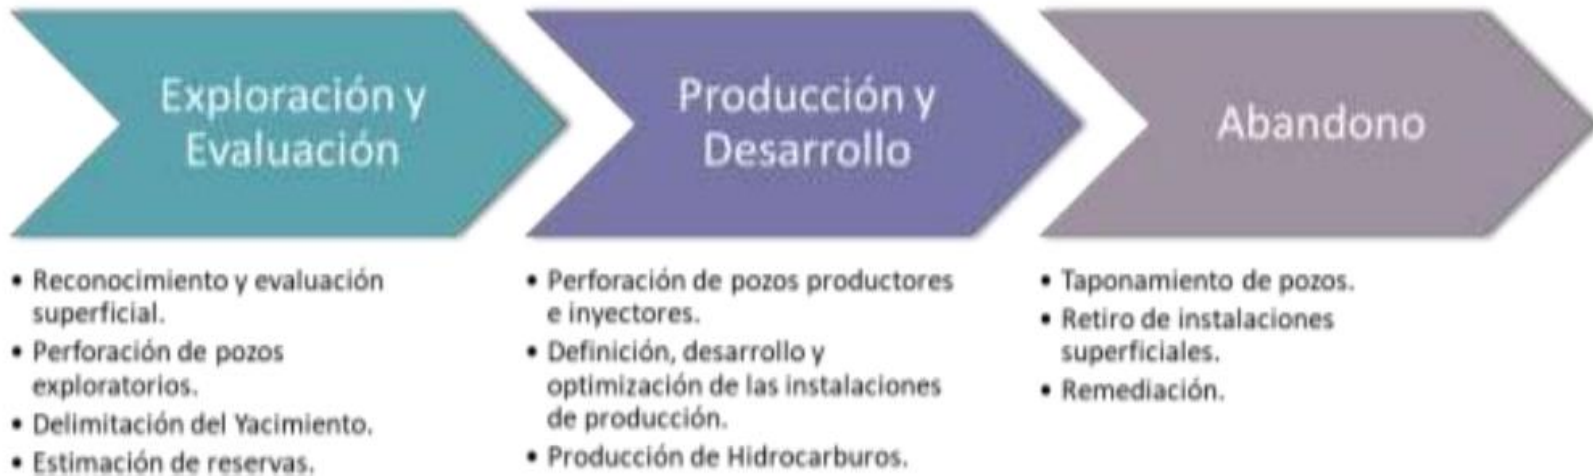 Exploración y
Evaluación
• Reconocimiento y evaluación
superficial.
• Perforación de pozos
exploratorios.
• Delimitación del Yacimiento.
• Estimación de reservas.
Producción y
Desarrollo
• Perforación de pozos productores
e inyectores.
• Definición, desarrollo y
optimización de las instalaciones
de producción.
• Producción de Hidrocarburos.
Abandono
• Taponamiento de pozos.
• Retiro de instalaciones
superficiales.
• Remediación.